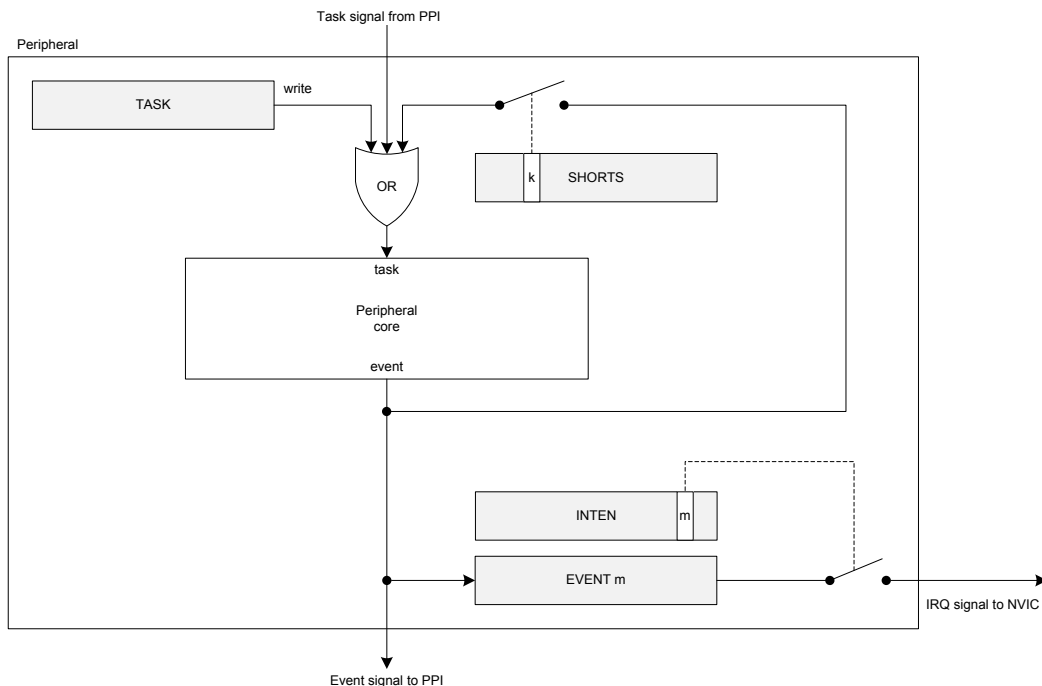 Task signal from PPI
Peripheral
TASK
write
OR
k
SHORTS
task
Peripheral
core
event
INTEN
m
EVENT m
IRQ signal to NVIC
Event signal to PPI